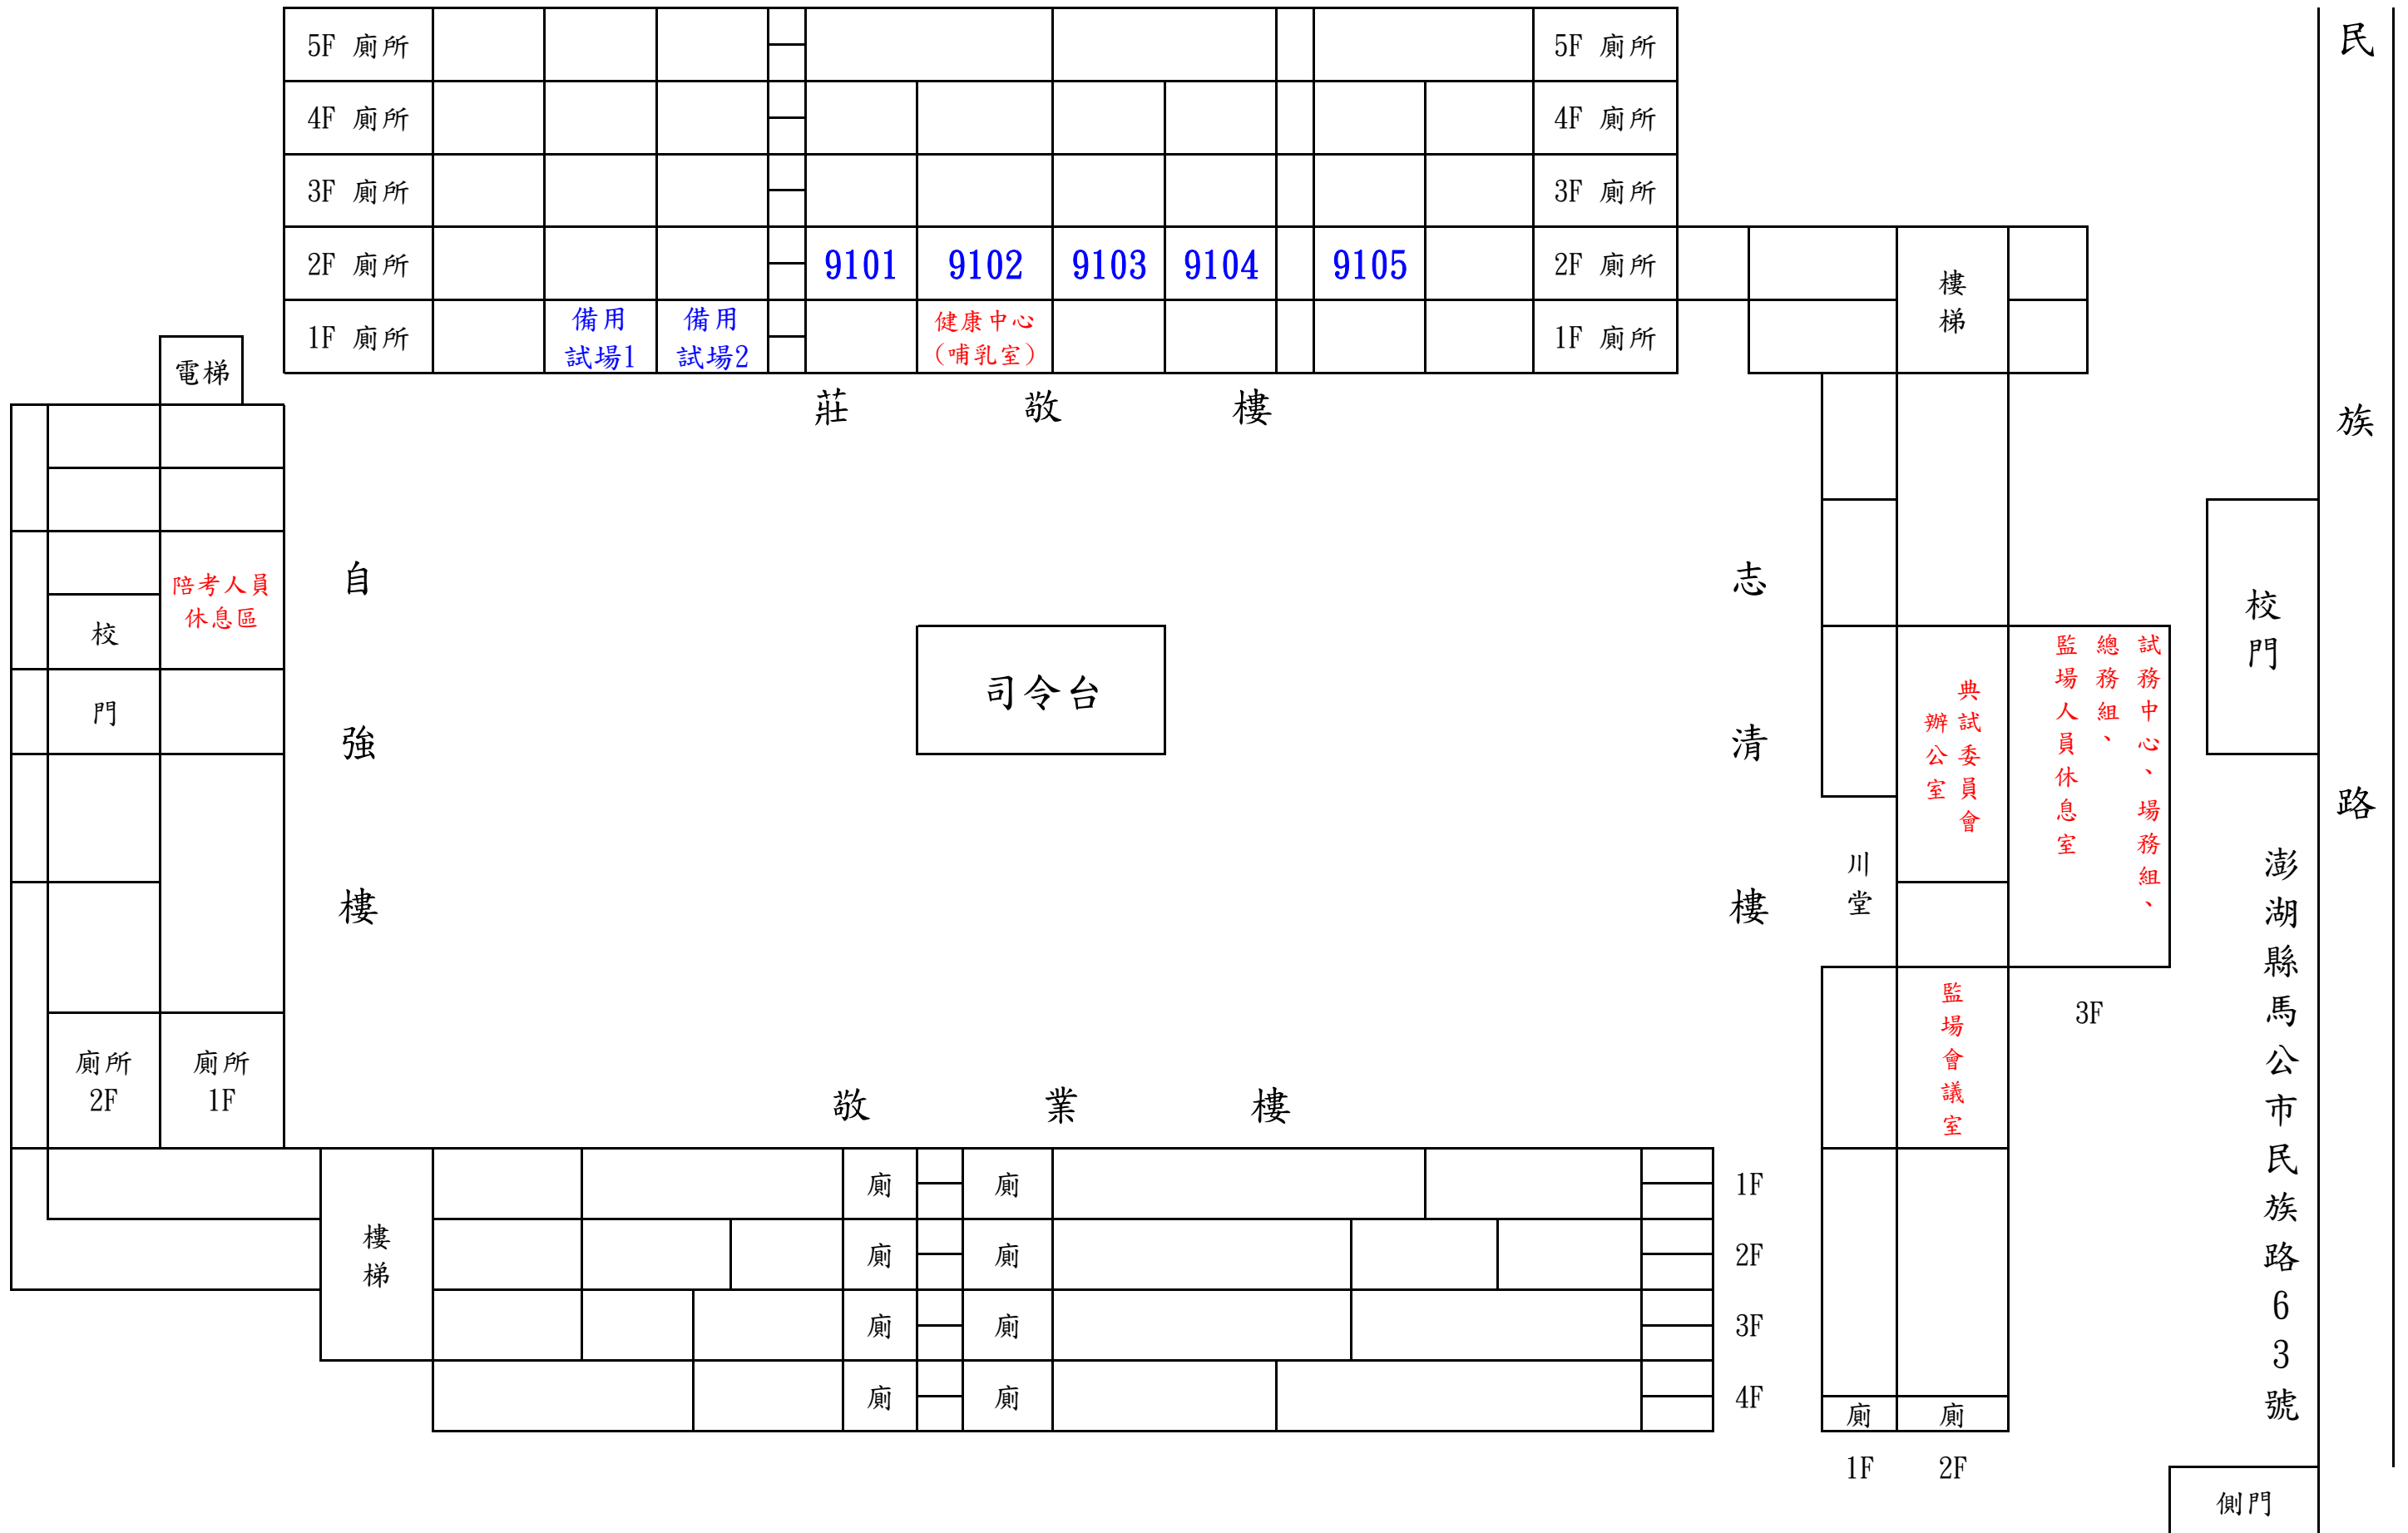 5F 廁所
5F 廁所
4F 廁所
4F 廁所
3F 廁所
3F 廁所
2F 廁所
9101
9102
9103
9104
9105
2F 廁所
1F 廁所
備用
試場1
備用
試場2
健康中心
(哺乳室)
1F 廁所
樓梯
電梯
莊敬樓
陪考人員
休息區
校門
自強樓
司令台
志清樓
川堂
典試委員會
辦公室
試務中心、場務組、
總務組、
監場人員休息室
3F
監場會議室
校門
民族路
澎湖縣馬公市民族路63號
廁所
2F
廁所
1F
敬業樓
樓梯
廁
廁
1F
廁
廁
2F
廁
廁
3F
廁
廁
4F
廁
廁
1F
2F
側門